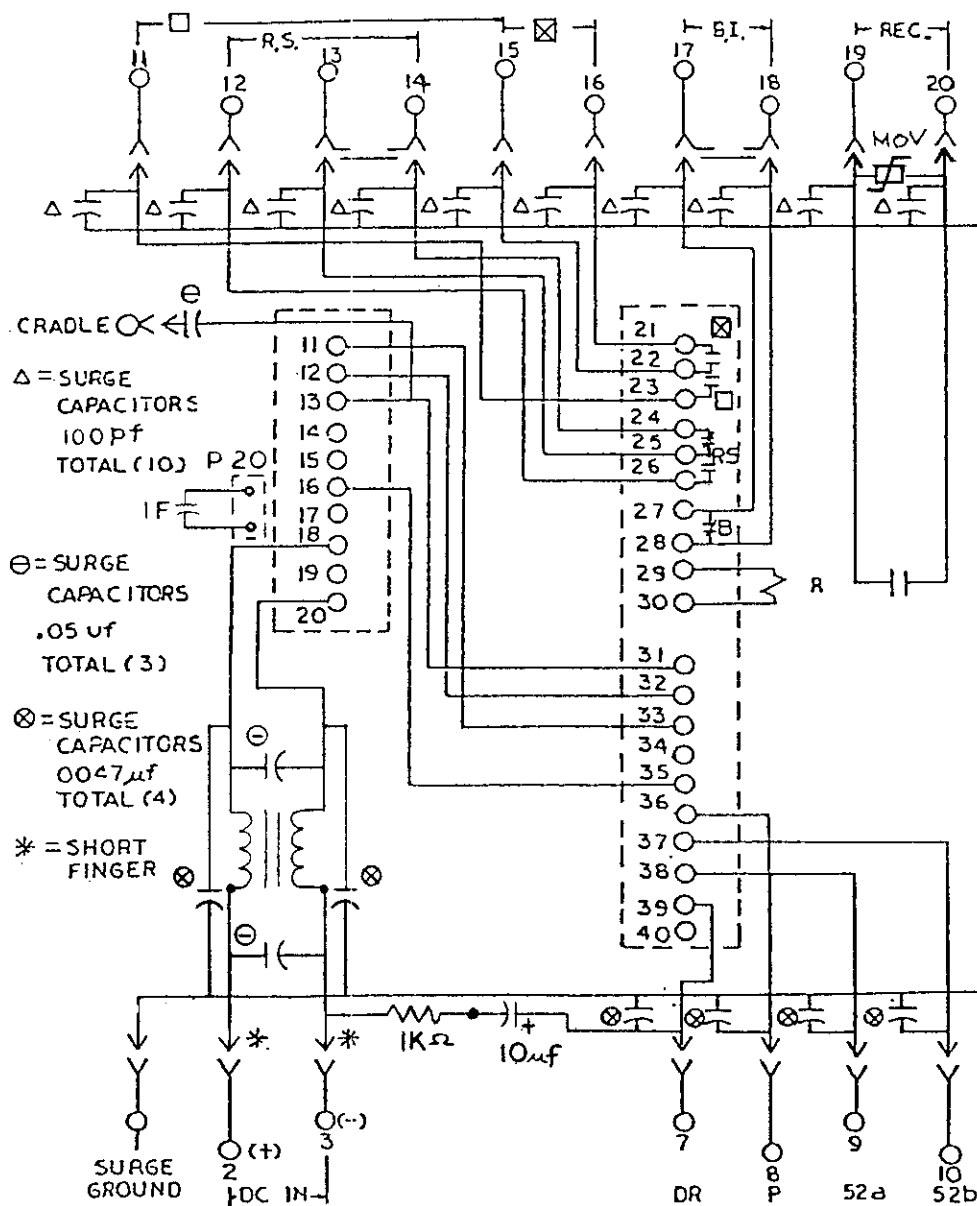 11
R.S.
13
15
17
B.I.
19
REC.
12
14
16
18
20
MOV
Δ
Δ
Δ
Δ
Δ
Δ
Δ
Δ
Δ
Δ
Θ
CRADLE
Δ = SURGE
CAPACITORS
100 Pf
TOTAL (10)
P 20
1F
Θ = SURGE
CAPACITORS
.05 uf
TOTAL (3)
⊗ = SURGE
CAPACITORS
0047µf
TOTAL (4)
* = SHORT
FINGER
11
12
13
14
15
16
17
18
19
20
21
22
23
24
25
RS
26
27
B
28
29
R
30
31
32
33
34
35
36
37
38
39
40
Θ
⊗
⊗
Θ
*
*
1KΩ
+
10µf
⊗
⊗
⊗
⊗
SURGE
GROUND
2
(+)
3
(--)
DC IN
7
DR
8
P
9
52a
10
52b